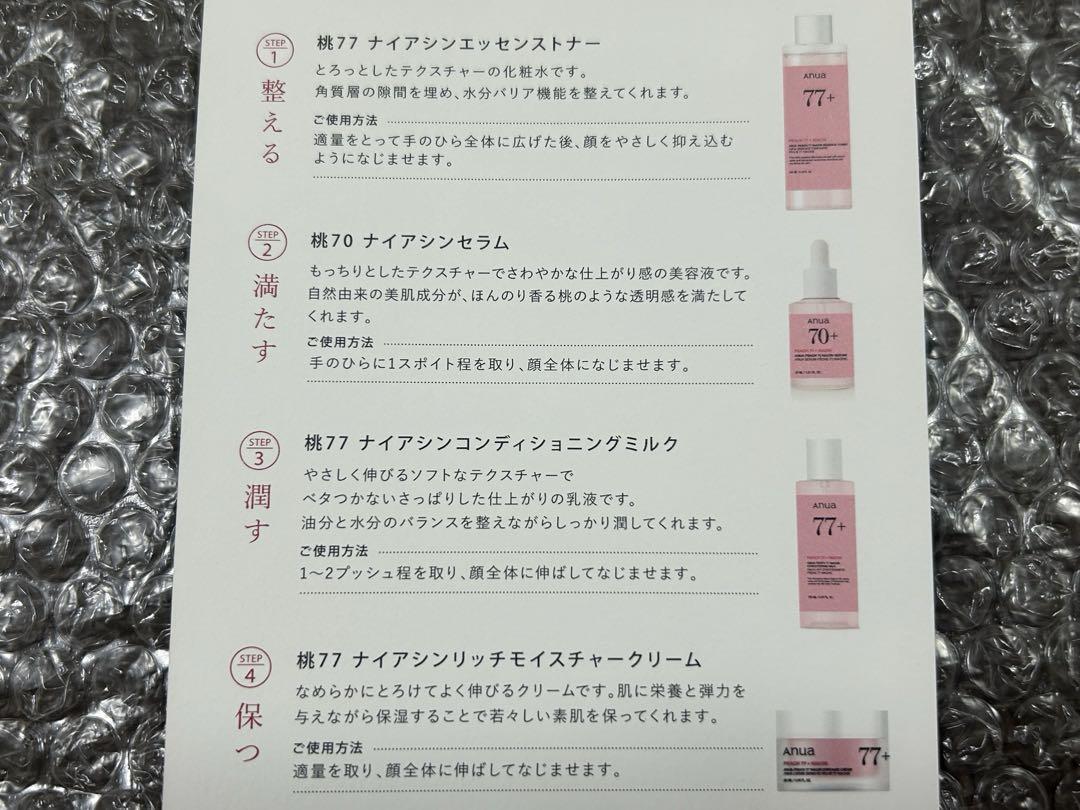 STEP
1
整える
桃77 ナイアシンエッセンストナー
とろっとしたテクスチャーの化粧水です。
角質層の隙間を埋め、水分バリア機能を整えてくれます。
ご使用方法
適量をとって手のひら全体に広げた後、顔をやさしく抑え込む
ようになじませます。
Anua
77+
STEP
2
満たす
桃70 ナイアシンセラム
もっちりとしたテクスチャーでさわやかな仕上がり感の美容液です。
自然由来の美肌成分が、ほんのり香る桃のような透明感を満たして
くれます。
ご使用方法
手のひらに1スポイト程を取り、顔全体になじませます。
Anua
70+
STEP
3
潤す
桃77 ナイアシンコンディショニングミルク
やさしく伸びるソフトなテクスチャーで
ベタつかないさっぱりした仕上がりの乳液です。
油分と水分のバランスを整えながらしっかり潤してくれます。
ご使用方法
1〜2プッシュ程を取り、顔全体に伸ばしてなじませます。
Anua
77+
STEP
4
保つ
桃77 ナイアシンリッチモイスチャークリーム
なめらかにとろけてよく伸びるクリームです。肌に栄養と弾力を
与えながら保湿することで若々しい素肌を保ってくれます。
ご使用方法
適量を取り、顔全体に伸ばしてなじませます。
Anua
77+